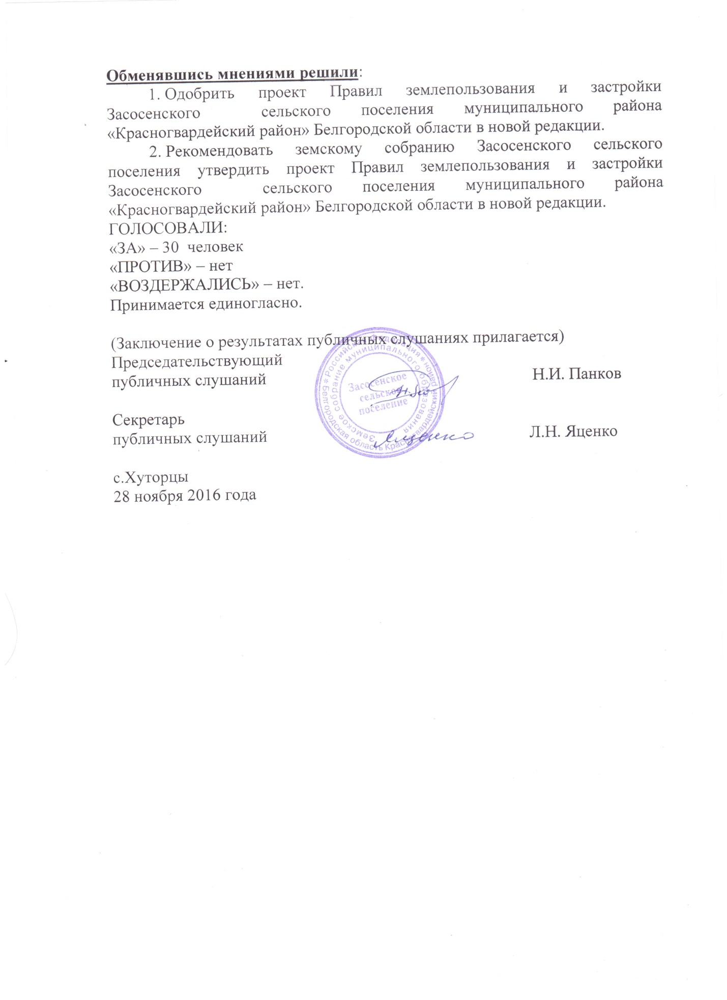 Обменявшись мнениями решили:
1. Одобрить проект Правил землепользования и застройки
Засосенского сельского поселения муниципального района
«Красногвардейский район» Белгородской области в новой редакции.
2. Рекомендовать земскому собранию Засосенского сельского
поселения утвердить проект Правил землепользования и застройки
Засосенского сельского поселения муниципального района
«Красногвардейский район» Белгородской области в новой редакции.
ГОЛОСОВАЛИ:
«ЗА» – 30 человек
«ПРОТИВ» – нет
«ВОЗДЕРЖАЛИСЬ» – нет.
Принимается единогласно.
(Заключение о результатах публичных слушаниях прилагается)
Председательствующий
публичных слушаний Н.И. Панков
Российская Федерация * Белгородская область Красногвардейский район *
Земское собрание муниципального образования
Засосенское
сельское
поселение
Секретарь
публичных слушаний Яценко Л.Н. Яценко
с.Хуторцы
28 ноября 2016 года